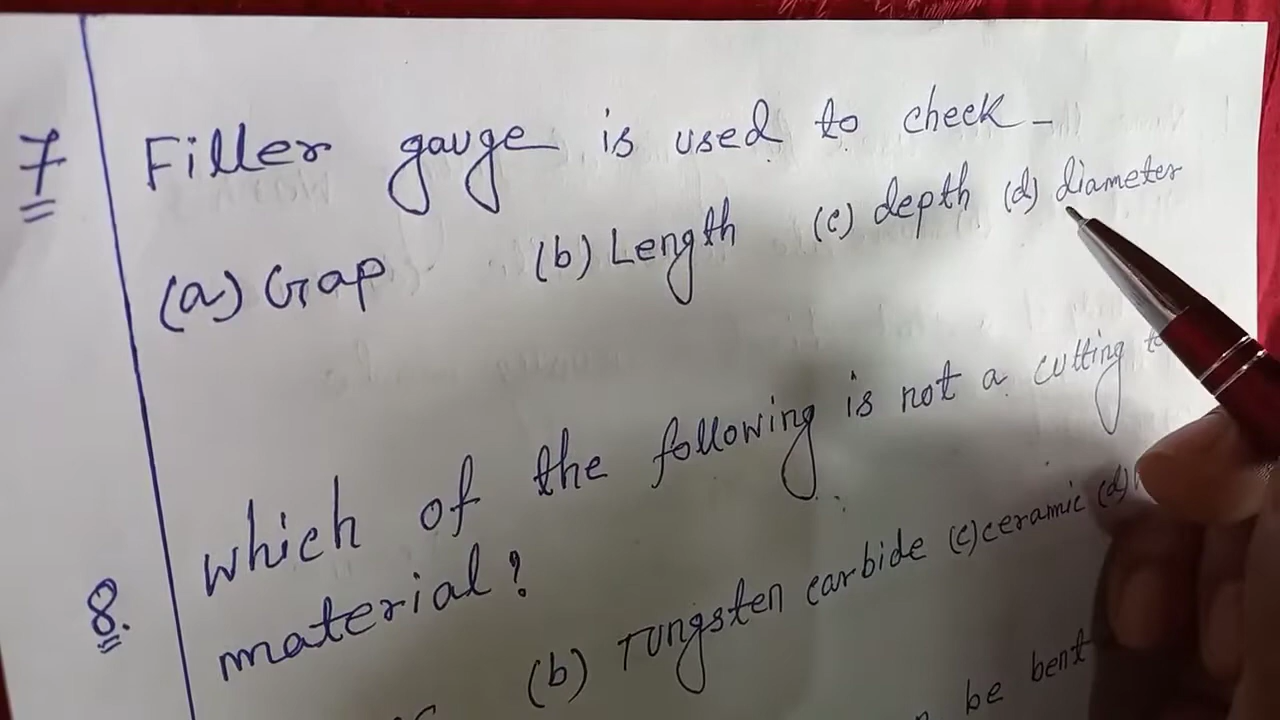 7 Filler gauge is used to check -
(a) Gap (b) Length (c) depth (d) diameter
8. which of the following is not a cutting
material?
(b) Tungsten carbide (c) ceramic (d)
be bent